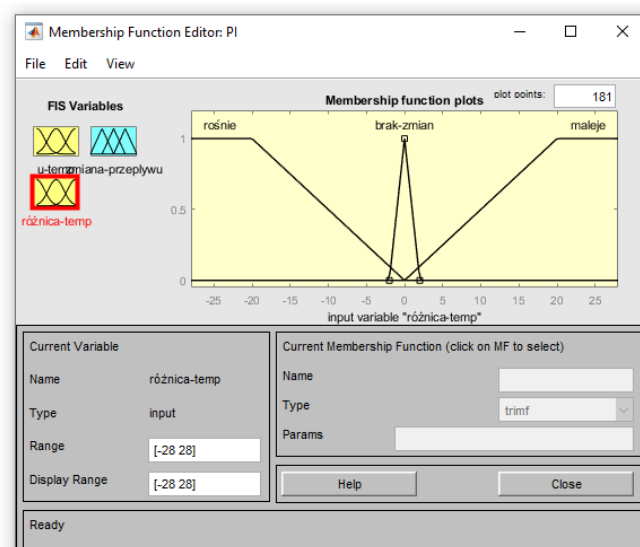 Membership Function Editor: PI
File Edit View
FIS Variables
u-temp
zmiana-przeplywu
różnica-temp
Membership function plots
plot points:
181
rośnie brak-zmian maleje
1
0.5
0
-25 -20 -15 -10 -5 0 5 10 15 20 25
input variable "różnica-temp"
Current Variable
Name różnica-temp
Type input
Range [-28 28]
Display Range [-28 28]
Current Membership Function (click on MF to select)
Name
Type trimf
Params
Help Close
Ready